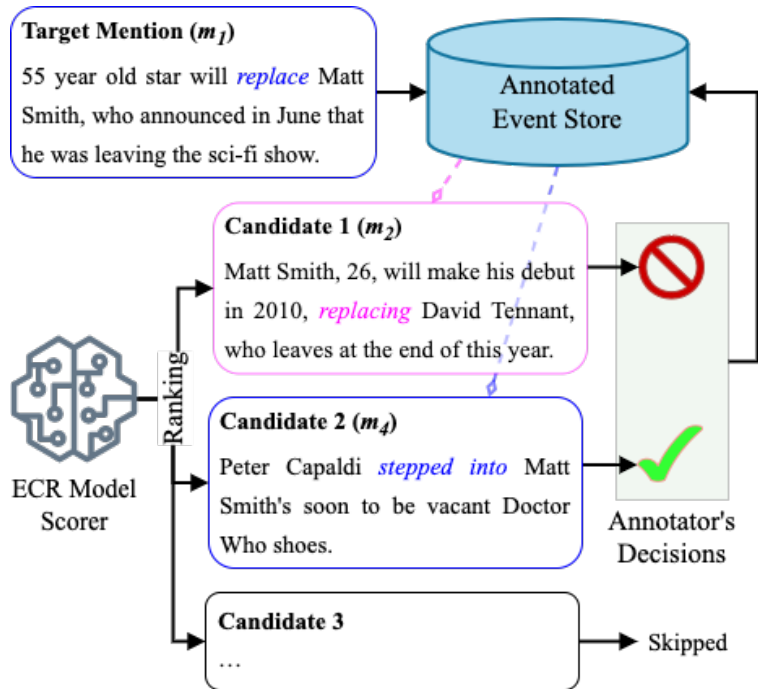 Target Mention (m1)
55 year old star will replace Matt
Smith, who announced in June that
he was leaving the sci-fi show.
Annotated
Event Store
Candidate 1 (m2)
Matt Smith, 26, will make his debut
in 2010, replacing David Tennant,
who leaves at the end of this year.
Ranking
ECR Model
Scorer
Candidate 2 (m4)
Peter Capaldi stepped into Matt
Smith's soon to be vacant Doctor
Who shoes.
Annotator's
Decisions
Candidate 3
…
Skipped